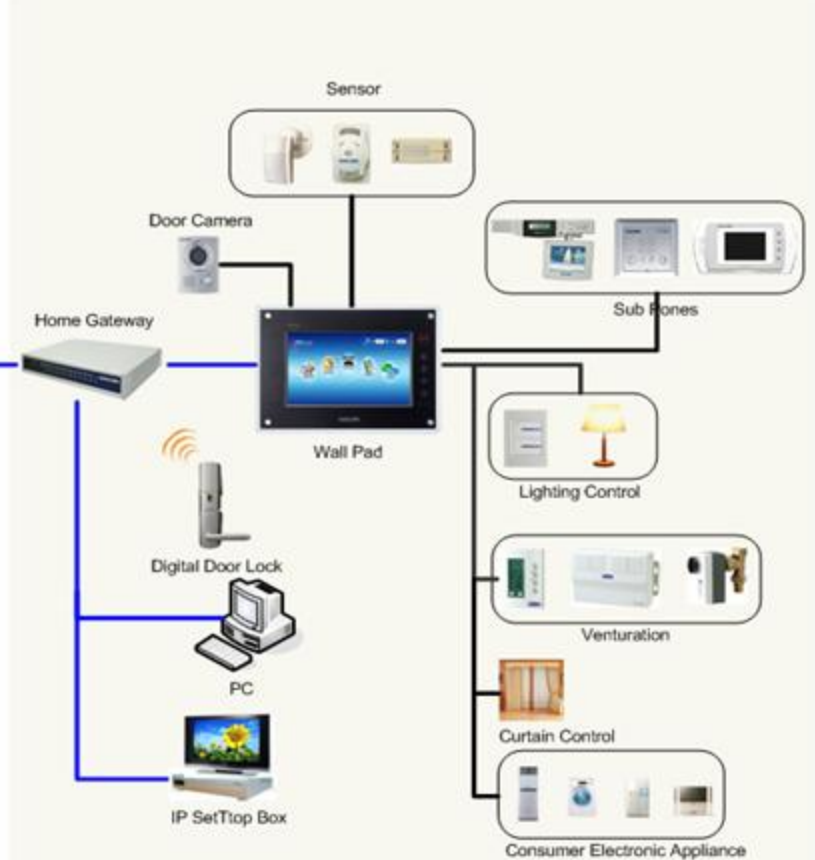 Sensor
Door Camera
Sub Fones
Home Gateway
Wall Pad
Lighting Control
Digital Door Lock
Venturation
PC
Curtain Control
IP SetTtop Box
Consumer Electronic Appliance